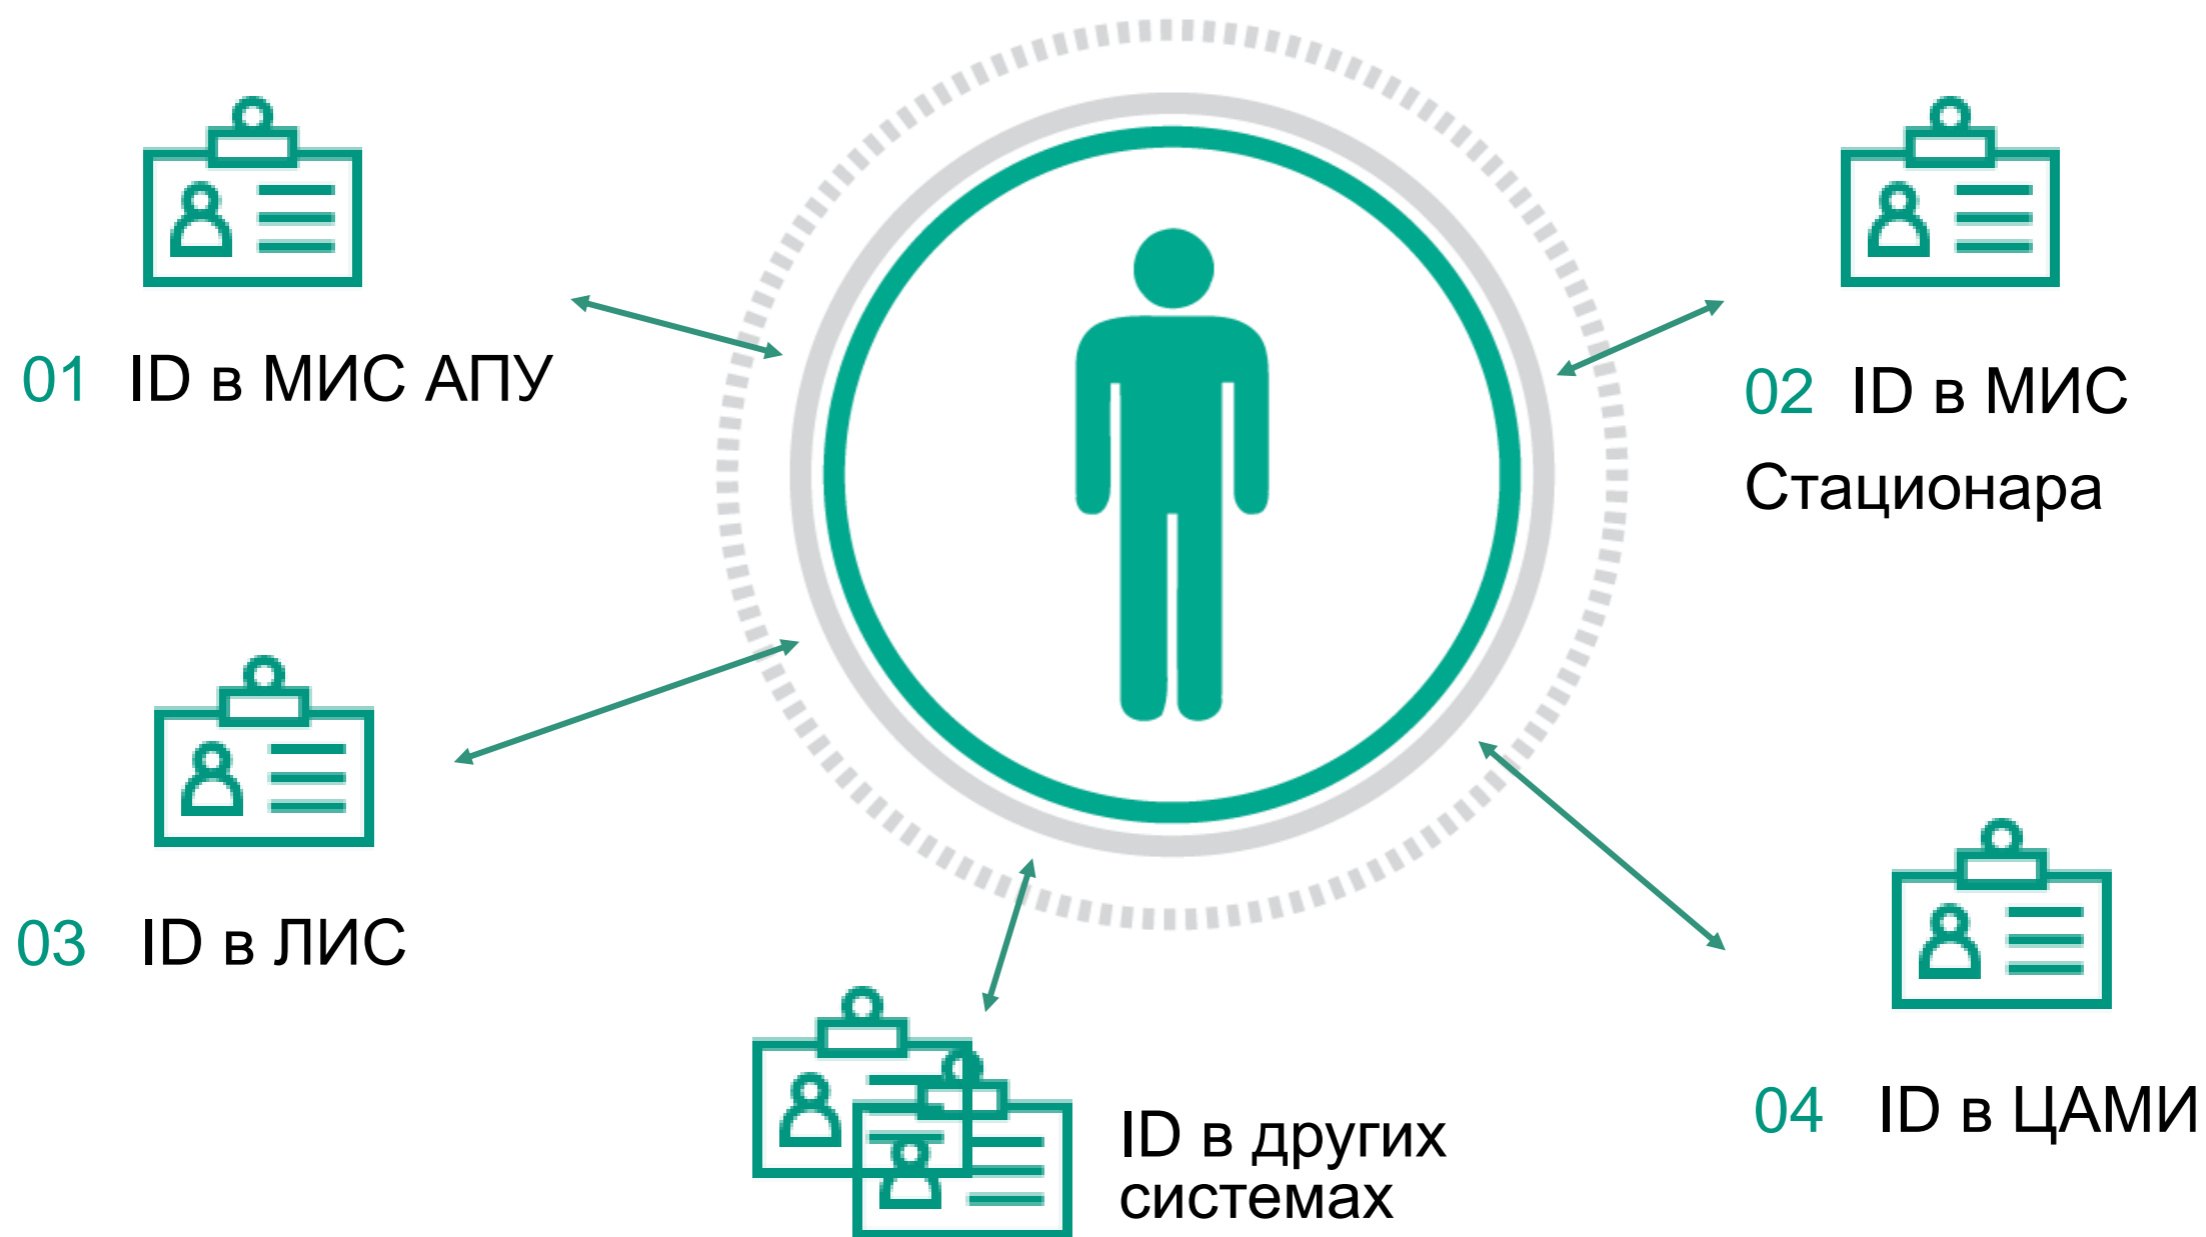 01 ID в МИС АПУ
02 ID в МИС
Стационара
03 ID в ЛИС
04 ID в ЦАМИ
ID в других
системах